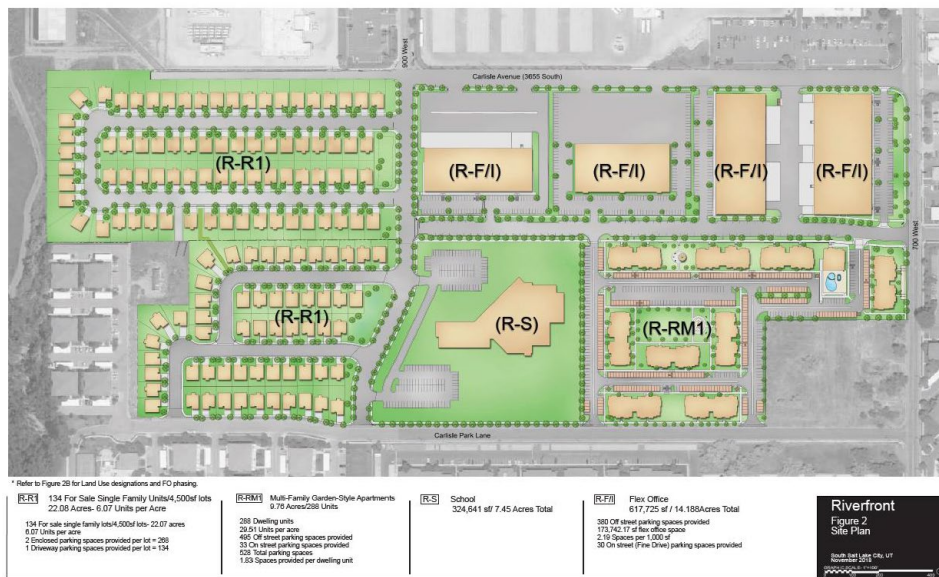 900 West
Carlisle Avenue (3655 South)
(R-R1)
(R-F/I)
(R-F/I)
(R-F/I)
(R-F/I)
700 West
(R-R1)
(R-S)
(R-RM1)
Carlisle Park Lane
* Refer to Figure 2B for Land Use designations and FO phasing.
R-R1 134 For Sale Single Family Units/4,500sf lots
22.08 Acres- 6.07 Units per Acre
134 For sale single family lots/4,500sf lots- 22.07 acres
6.07 Units per acre
2 Enclosed parking spaces provided per lot = 268
1 Driveway parking spaces provided per lot = 134
R-RM1 Multi-Family Garden-Style Apartments
9.76 Acres/288 Units
288 Dwelling units
29.51 Units per acre
495 Off street parking spaces provided
33 On street parking spaces provided
528 Total parking spaces
1.83 Spaces provided per dwelling unit
R-S School
324,641 sf/ 7.45 Acres Total
R-F/I Flex Office
617,725 sf / 14.188Acres Total
380 Off street parking spaces provided
173,742.17 sf flex office space
2.19 Spaces per 1,000 sf
30 On street (Fine Drive) parking spaces provided
Riverfront
Figure 2
Site Plan
South Salt Lake City, UT
November 2018